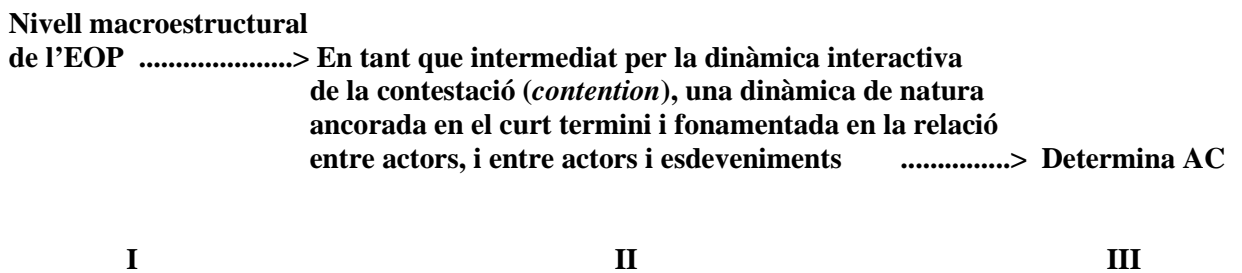 Nivell macroestructural
de l’EOP .....................> En tant que intermediat per la dinàmica interactiva
de la contestació (contention), una dinàmica de natura
ancorada en el curt termini i fonamentada en la relació
entre actors, i entre actors i esdeveniments ...............> Determina AC
I II III